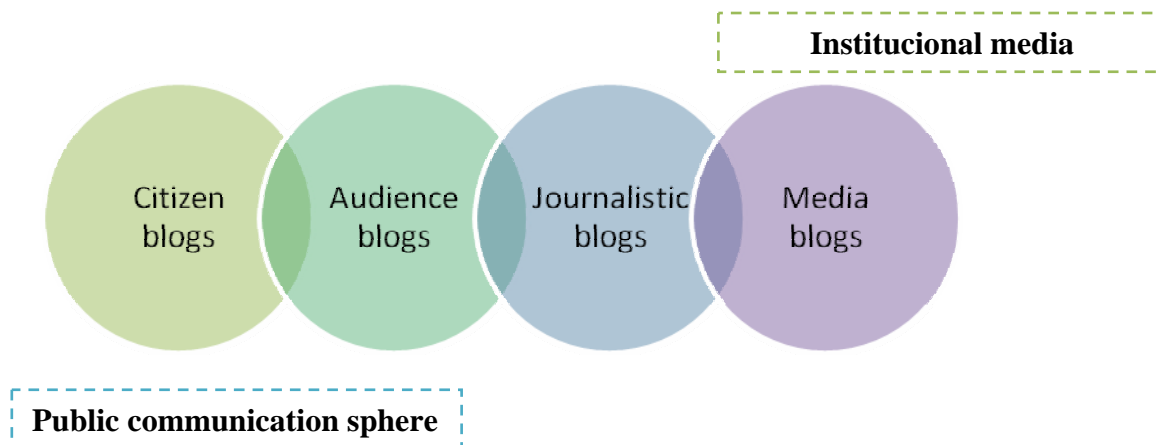 Institucional media
Citizen
blogs
Audience
blogs
Journalistic
blogs
Media
blogs
Public communication sphere